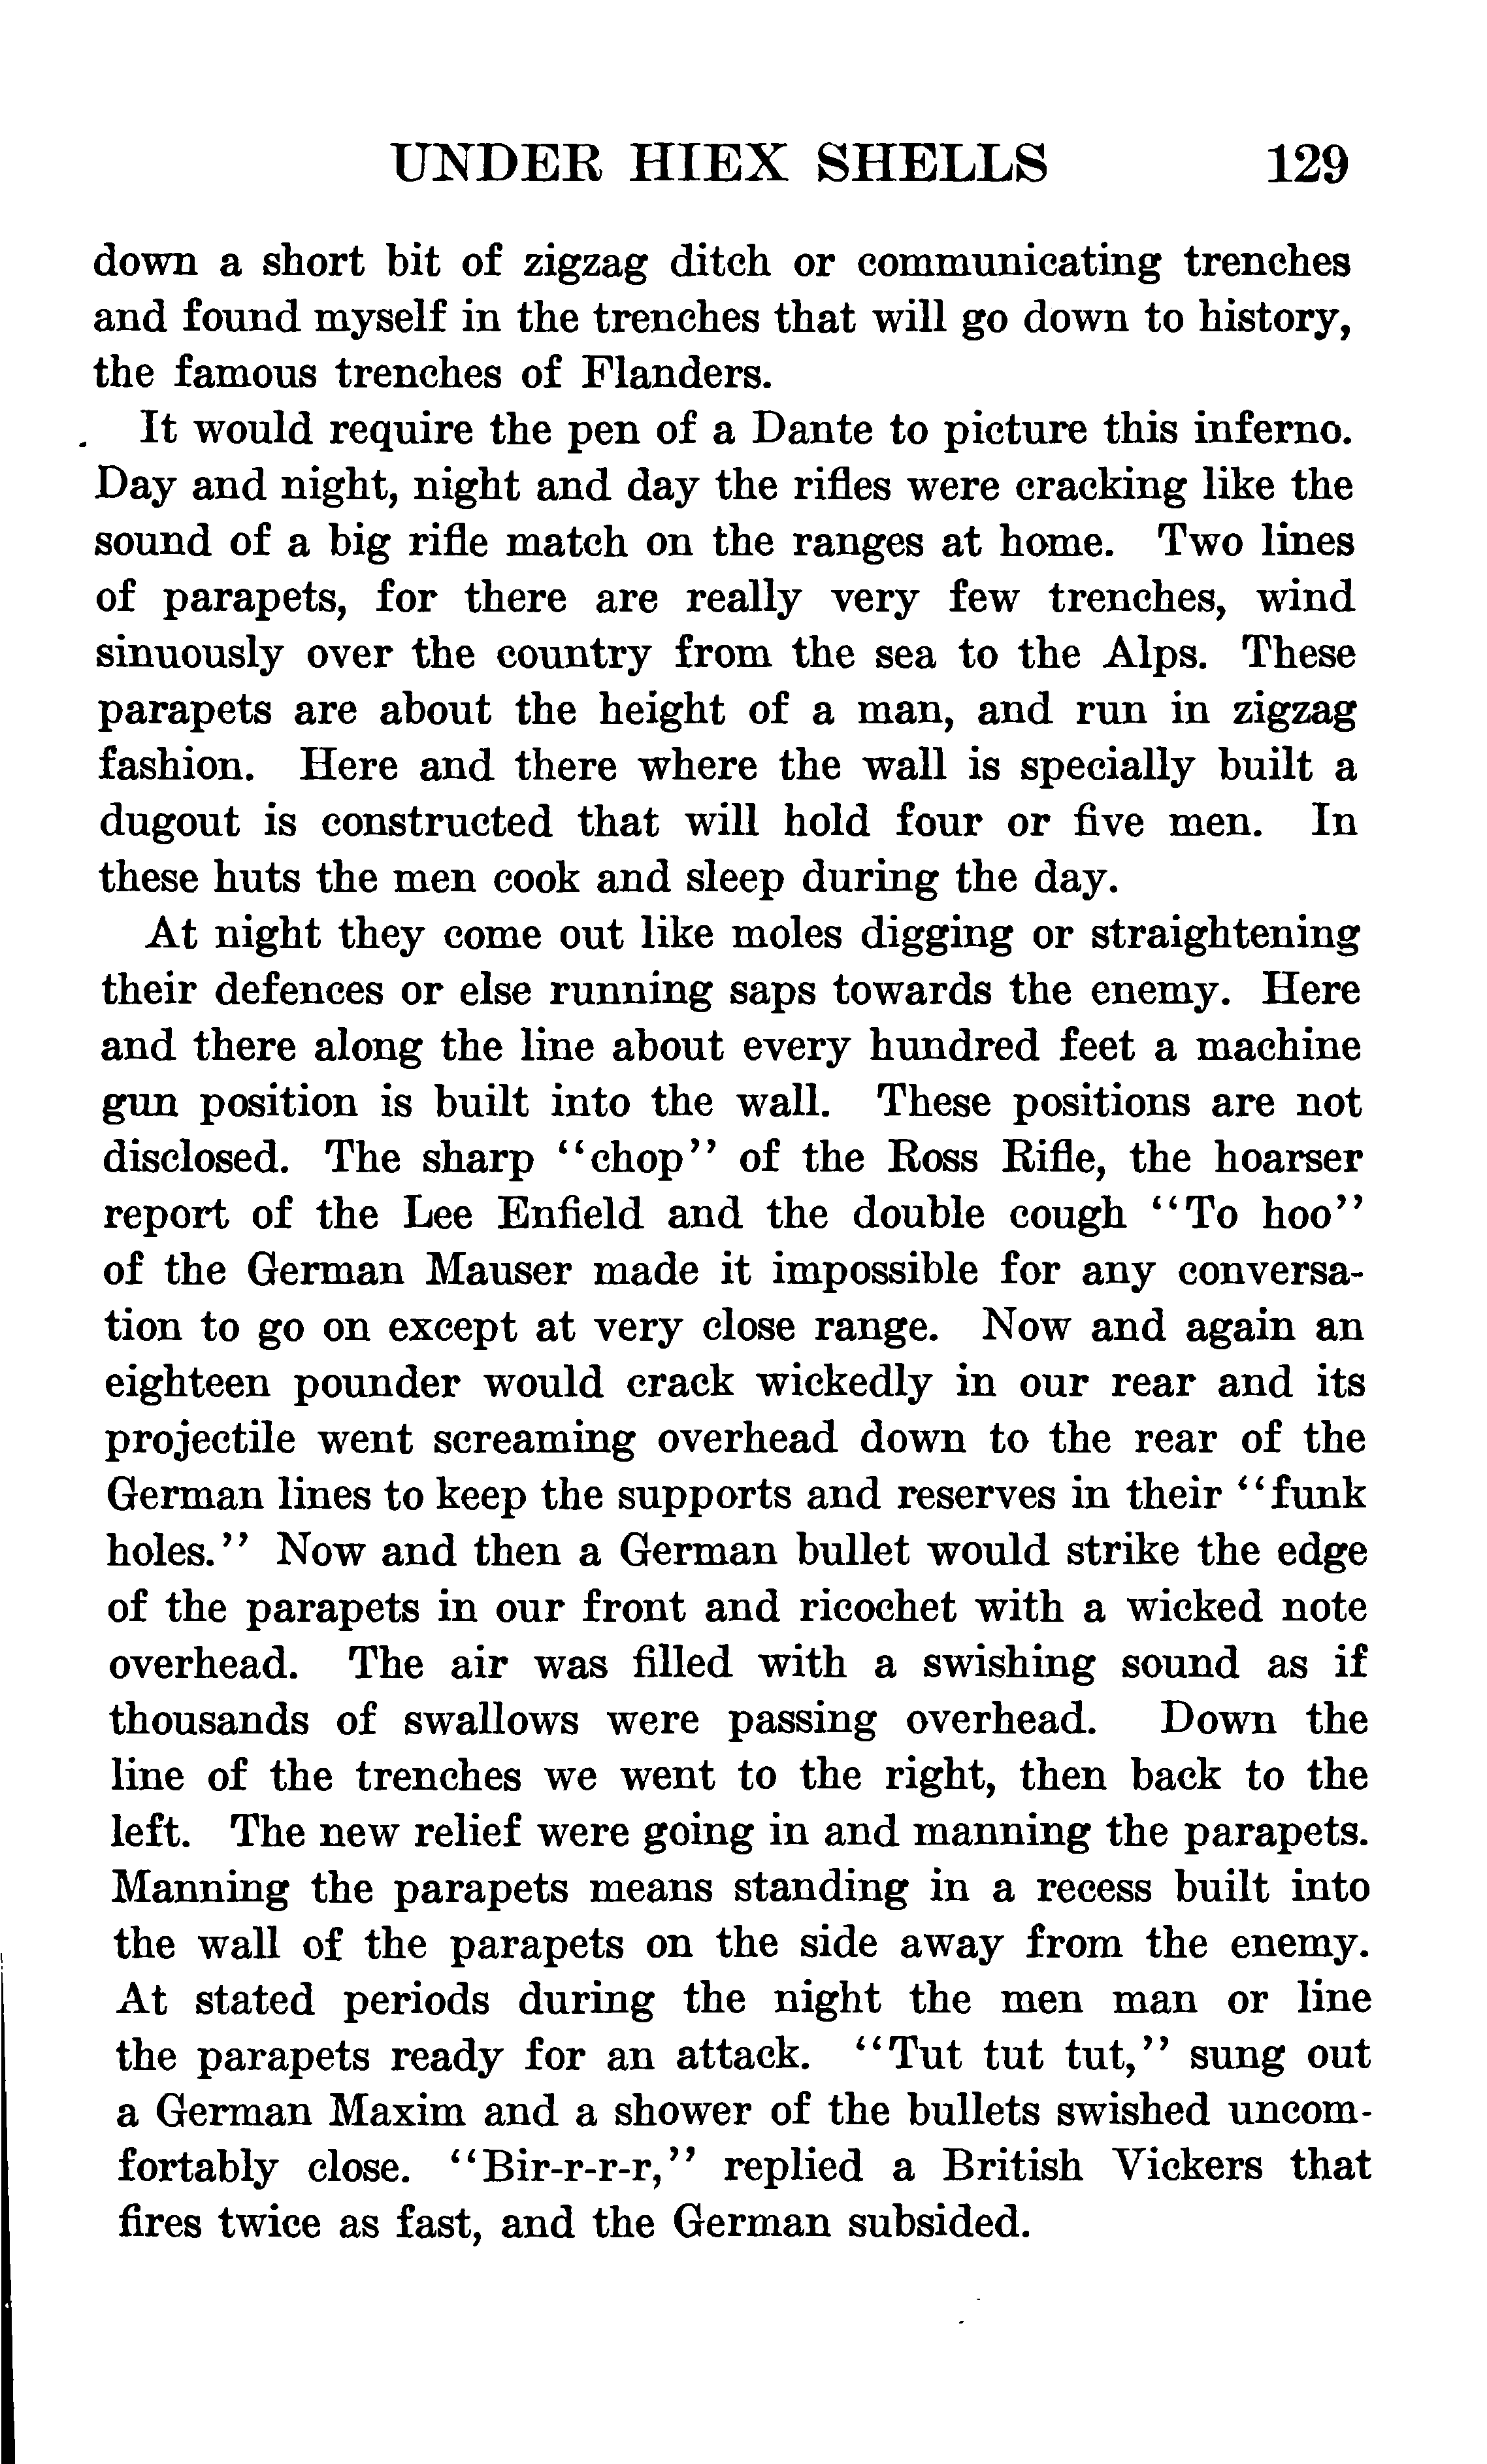 UNDER HIEX SHELLS 129
down a short bit of zigzag ditch or communicating trenches
and found myself in the trenches that will go down to history,
the famous trenches of Flanders.
It would require the pen of a Dante to picture this inferno.
Day and night, night and day the rifles were cracking like the
sound of a big rifle match on the ranges at home. Two lines
of parapets, for there are really very few trenches, wind
sinuously over the country from the sea to the Alps. These
parapets are about the height of a man, and run in zigzag
fashion. Here and there where the wall is specially built a
dugout is constructed that will hold four or five men. In
these huts the men cook and sleep during the day.
At night they come out like moles digging or straightening
their defences or else running saps towards the enemy. Here
and there along the line about every hundred feet a machine
gun position is built into the wall. These positions are not
disclosed. The sharp "chop" of the Ross Rifle, the hoarser
report of the Lee Enfield and the double cough "To hoo"
of the German Mauser made it impossible for any conversa-
tion to go on except at very close range. Now and again an
eighteen pounder would crack wickedly in our rear and its
projectile went screaming overhead down to the rear of the
German lines to keep the supports and reserves in their "funk
holes." Now and then a German bullet would strike the edge
of the parapets in our front and ricochet with a wicked note
overhead. The air was filled with a swishing sound as if
thousands of swallows were passing overhead. Down the
line of the trenches we went to the right, then back to the
left. The new relief were going in and manning the parapets.
Manning the parapets means standing in a recess built into
the wall of the parapets on the side away from the enemy.
At stated periods during the night the men man or line
the parapets ready for an attack. "Tut tut tut," sung out
a German Maxim and a shower of the bullets swished uncom-
fortably close. "Bir-r-r-r," replied a British Vickers that
fires twice as fast, and the German subsided.